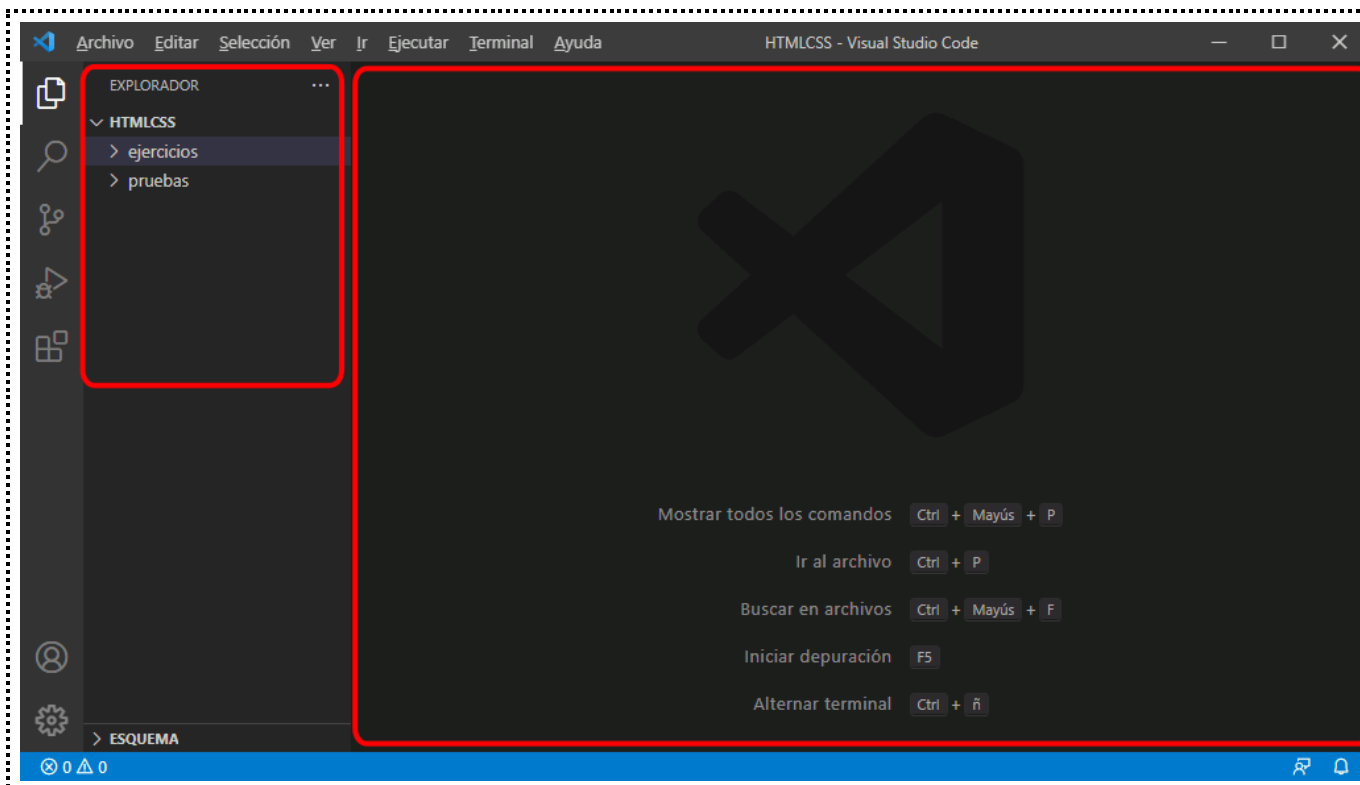 Archivo Editar Selección Ver Ir Ejecutar Terminal Ayuda HTMLCSS - Visual Studio Code
EXPLORADOR
HTMLCSS
ejercicios
pruebas
Mostrar todos los comandos Ctrl + Mayús + P
Ir al archivo Ctrl + P
Buscar en archivos Ctrl + Mayús + F
Iniciar depuración F5
Alternar terminal Ctrl + ñ
ESQUEMA
0 0